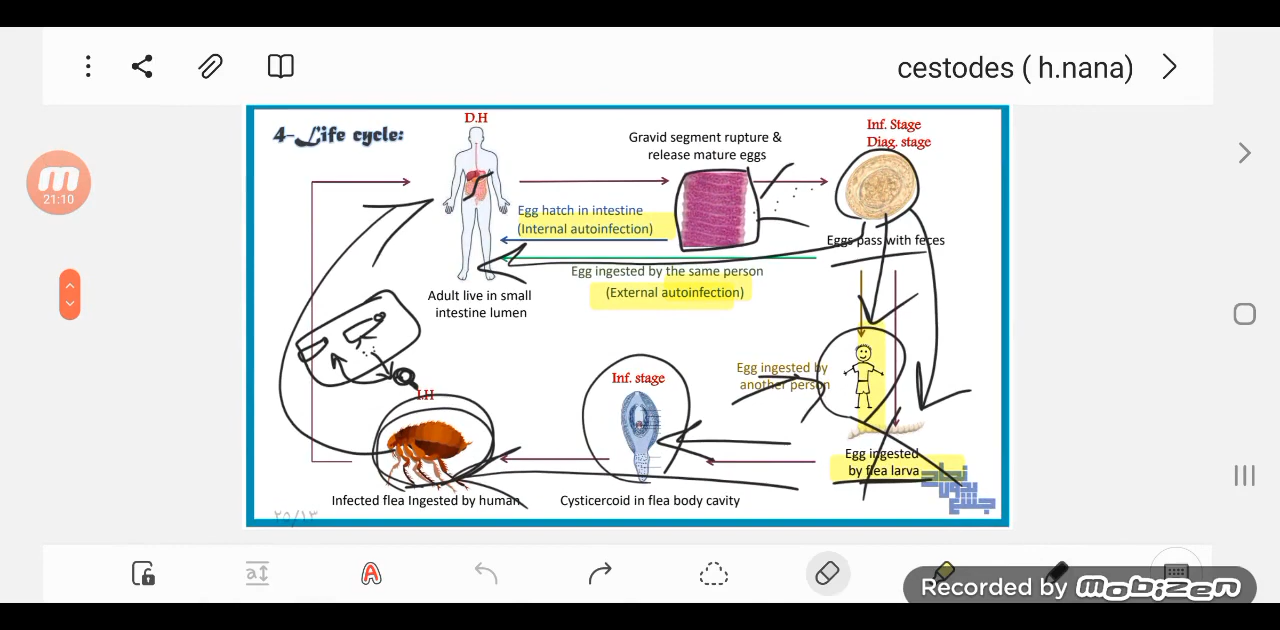 cestodes ( h.nana)
21:10
4-Life cycle:
D.H
Gravid segment rupture &
release mature eggs
Inf. Stage
Diag. stage
Egg hatch in intestine
(Internal autoinfection)
Eggs pass with feces
Egg ingested by the same person
(External autoinfection)
Adult live in small
intestine lumen
Egg ingested by
another person
Inf. stage
I.H
Egg ingested
by flea larva
Infected flea Ingested by human
Cysticercoid in flea body cavity
٢٥/١٣
Recorded by mobizen